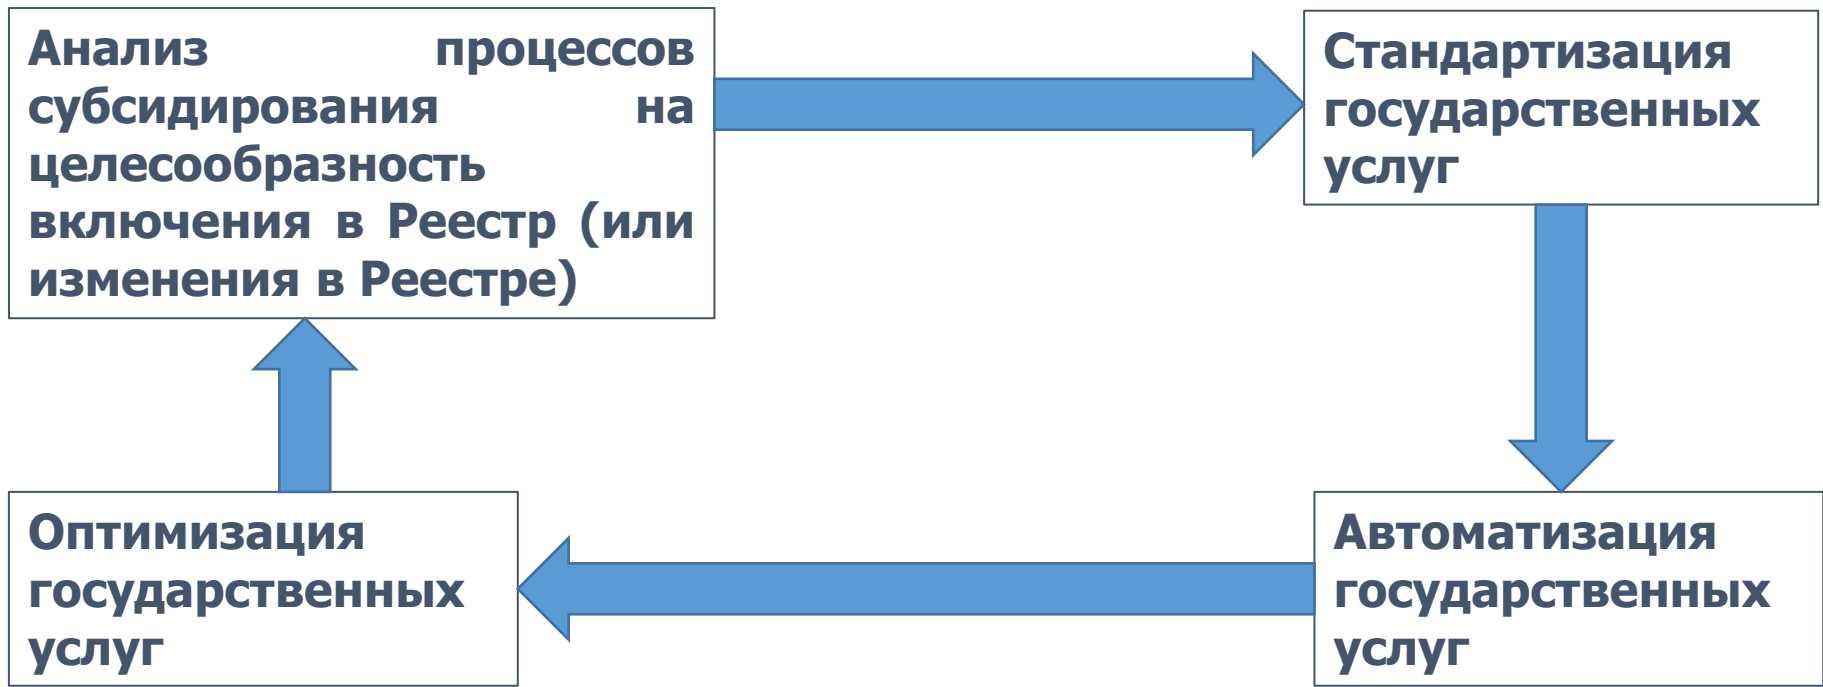 Анализ процессов
субсидирования на
целесообразность
включения в Реестр (или
изменения в Реестре)
Стандартизация
государственных
услуг
Оптимизация
государственных
услуг
Автоматизация
государственных
услуг